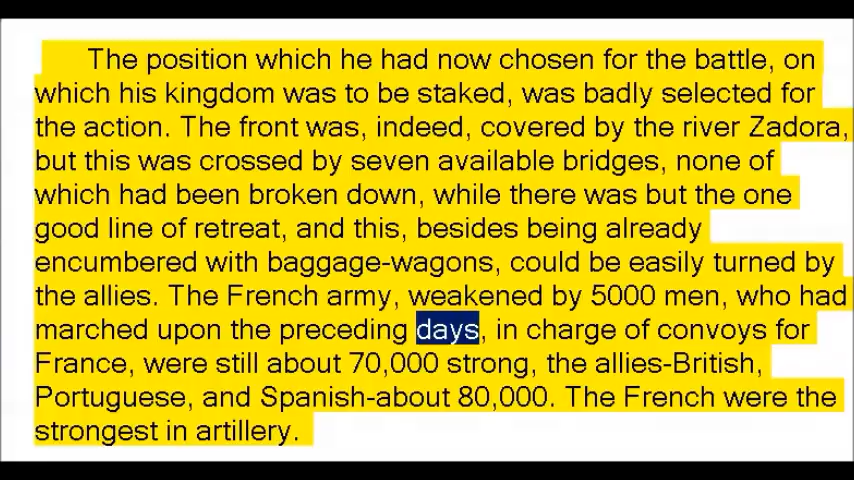 The position which he had now chosen for the battle, on
which his kingdom was to be staked, was badly selected for
the action. The front was, indeed, covered by the river Zadora,
but this was crossed by seven available bridges, none of
which had been broken down, while there was but the one
good line of retreat, and this, besides being already
encumbered with baggage-wagons, could be easily turned by
the allies. The French army, weakened by 5000 men, who had
marched upon the preceding days, in charge of convoys for
France, were still about 70,000 strong, the allies-British,
Portuguese, and Spanish-about 80,000. The French were the
strongest in artillery.